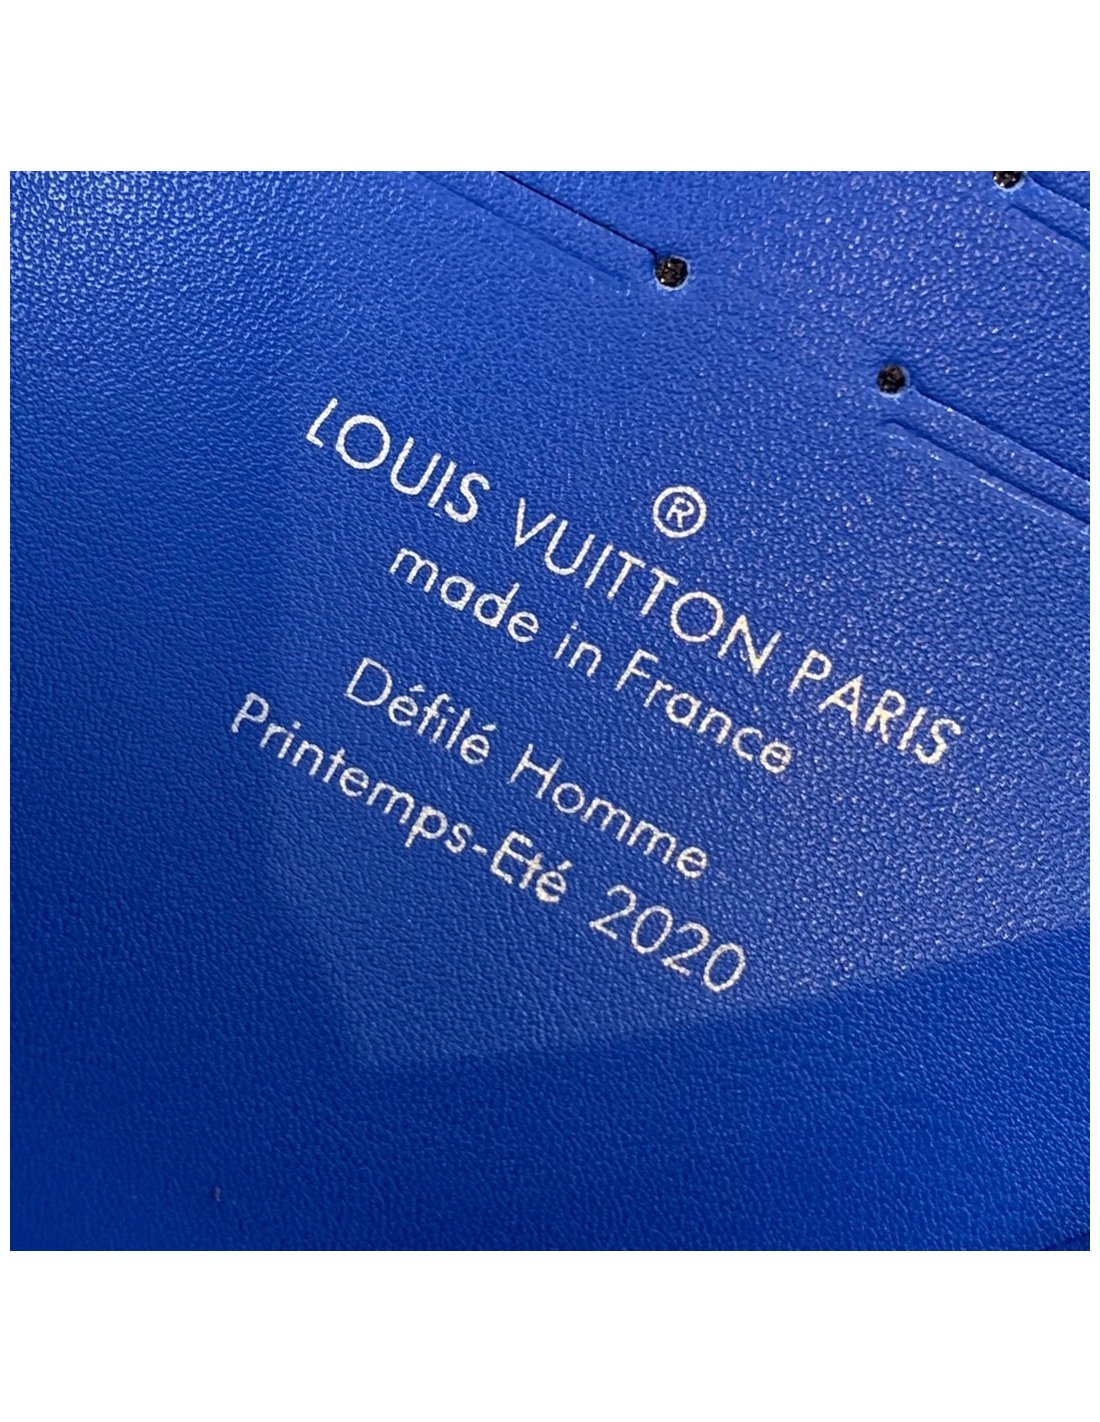 ®
LOUIS VUITTON PARIS
made in France
Défilé Homme
Printemps-Eté 2020